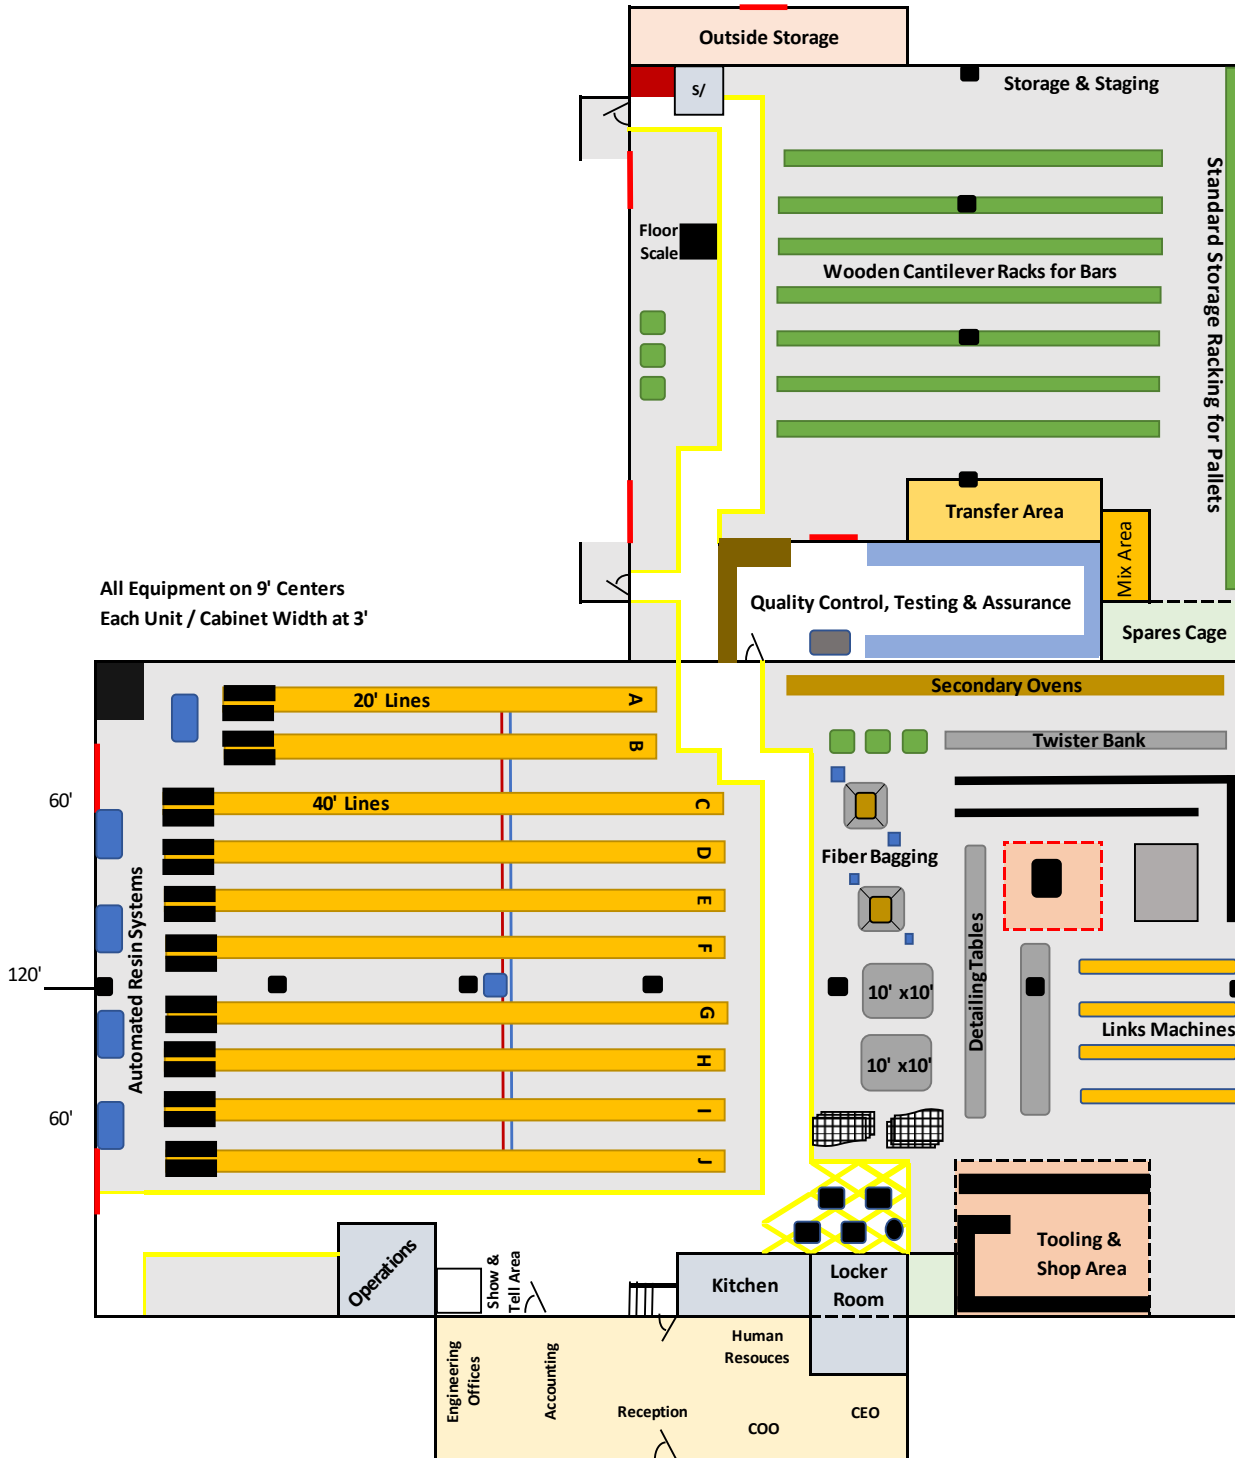 Outside Storage
S/
Storage & Staging
Standard Storage Racking for Pallets
Floor
Scale
Wooden Cantilever Racks for Bars
Transfer Area
Mix Area
All Equipment on 9' Centers
Each Unit / Cabinet Width at 3'
Quality Control, Testing & Assurance
Spares Cage
Secondary Ovens
20' Lines
A
B
Twister Bank
60'
40' Lines
C
D
E
F
Fiber Bagging
Automated Resin Systems
120'
10' x10'
Detailing Tables
G
Links Machines
H
10' x10'
60'
I
J
Operations
Show &
Tell Area
Kitchen
Locker
Room
Tooling &
Shop Area
Engineering
Offices
Accounting
Human
Resouces
Reception
COO
CEO